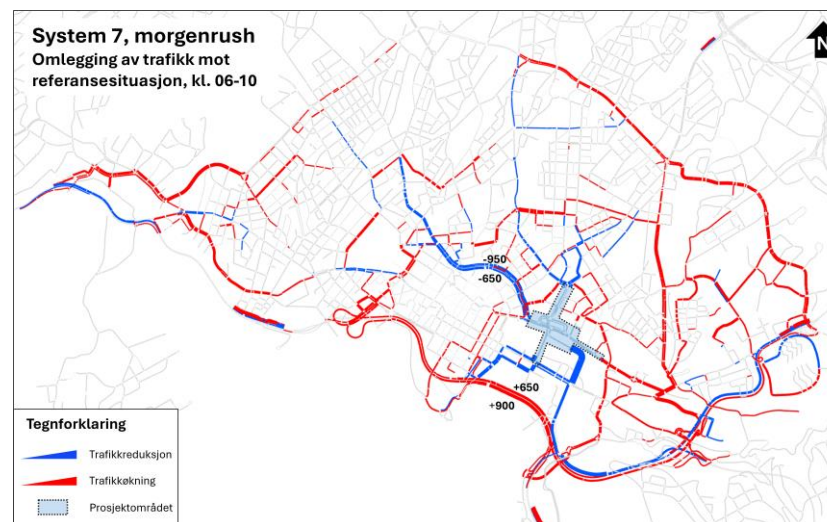 System 7, morgenrush
Omlegging av trafikk mot
referansesituasjon, kl. 06-10
N
-950
-650
+650
+900
Tegnforklaring
Trafikkreduksjon
Trafikkøkning
Prosjektområdet